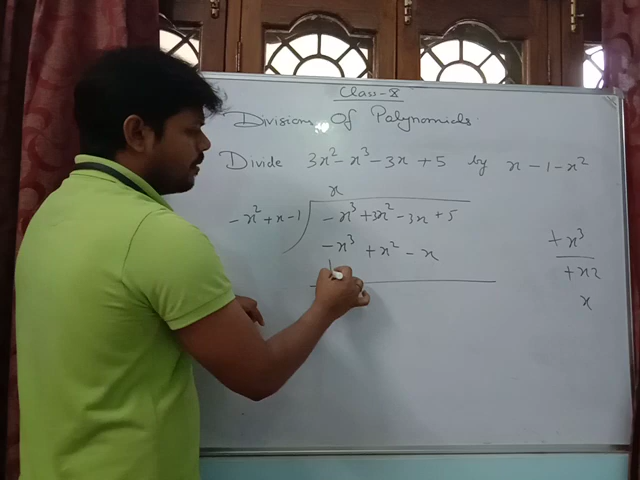 Class-8
Divisions Of Polynomials
Divide 3x² - x³ - 3x + 5 by x - 1 - x²
x
-x² + x - 1 ) -x³ + 3x² - 3x + 5
-x³ + x² - x
+x³
+x2
x